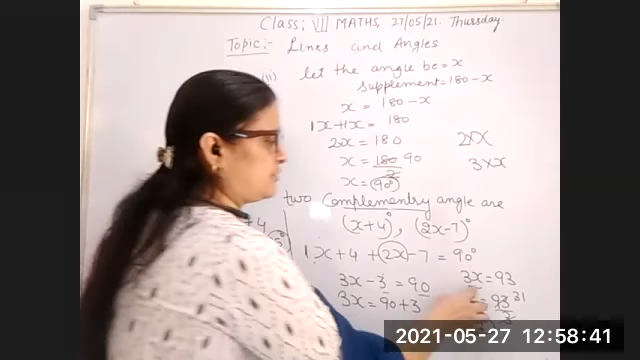 Class: VII MATHS, 27/05/21. Thursday.
Topic:- Lines and Angles
(ii) let the angle be = x
supplement = 180 - x
x = 180 - x
1x + 1x = 180
2x = 180
2 x x
x = 180 90
2
3 x x
x = 90°
two Complementry angle are
+ 4
(x + 4)°, (2x - 7)°
1x + 4 + 2x - 7 = 90°
3x - 3 = 90
3x = 93
3x = 90 + 3
= 93 31
3
2021-05-27 12:58:41